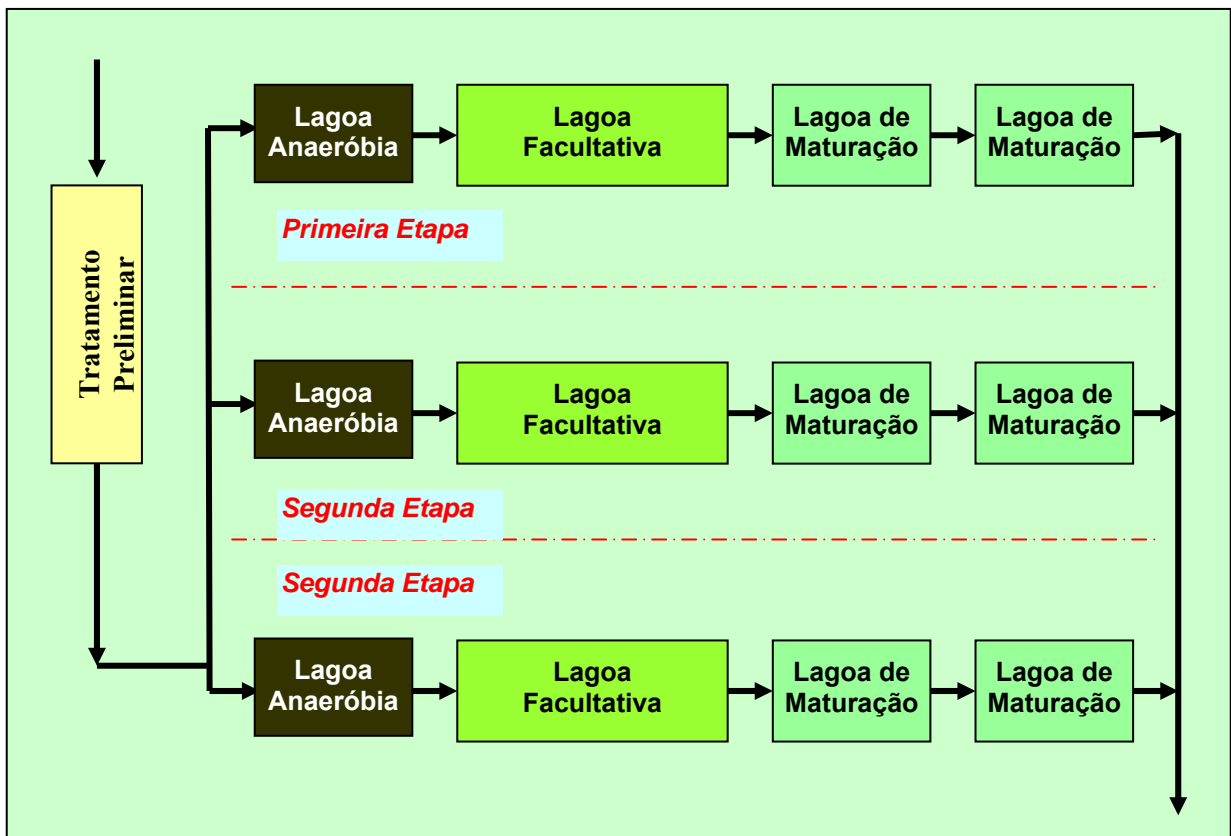 Tratamento
Preliminar
Lagoa
Anaeróbia
Lagoa
Facultativa
Lagoa de
Maturação
Lagoa de
Maturação
Primeira Etapa
Lagoa
Anaeróbia
Lagoa
Facultativa
Lagoa de
Maturação
Lagoa de
Maturação
Segunda Etapa
Segunda Etapa
Lagoa
Anaeróbia
Lagoa
Facultativa
Lagoa de
Maturação
Lagoa de
Maturação